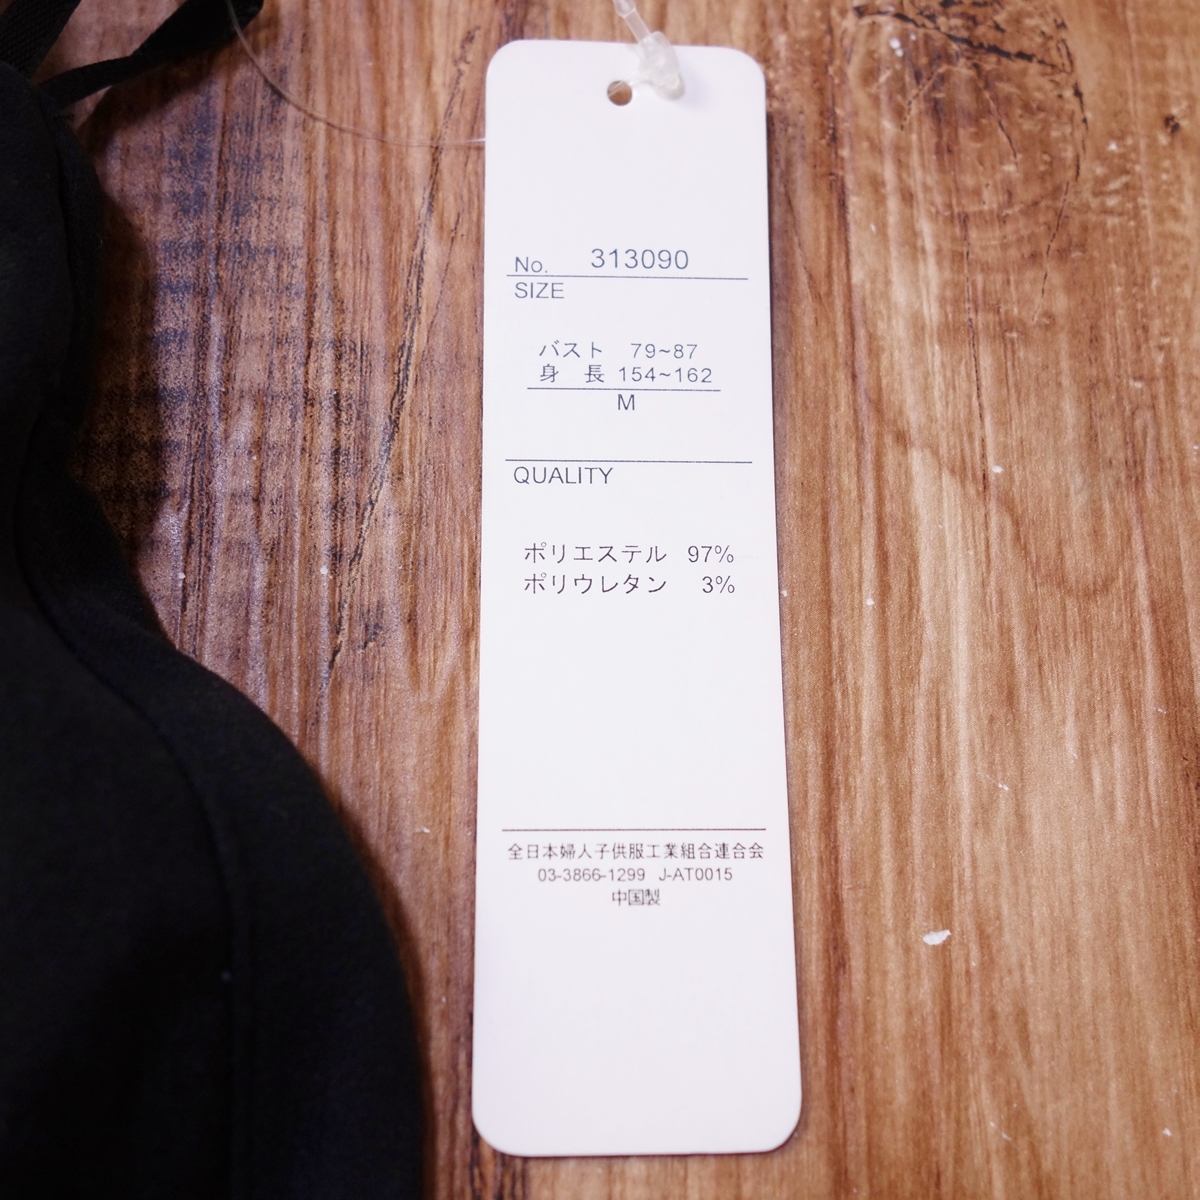 No. 313090
SIZE
バスト 79~87
身 長 154~162
M
QUALITY
ポリエステル 97%
ポリウレタン 3%
全日本婦人子供服工業組合連合会
03-3866-1299 J-AT0015
中国製